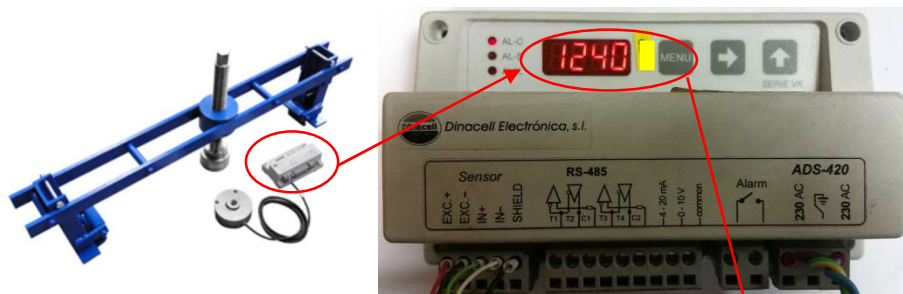 AL-C
1240
MENU
SERIE VK
dinacell
Dinacell Electrónica, s.l.
Sensor
RS-485
ADS-420
EXC.+
EXC.–
IN+
IN–
SHIELD
T1
T2
C1
T3
T4
C2
4 - 20 mA
0 - 10 V
common
Alarm
230 AC
230 AC